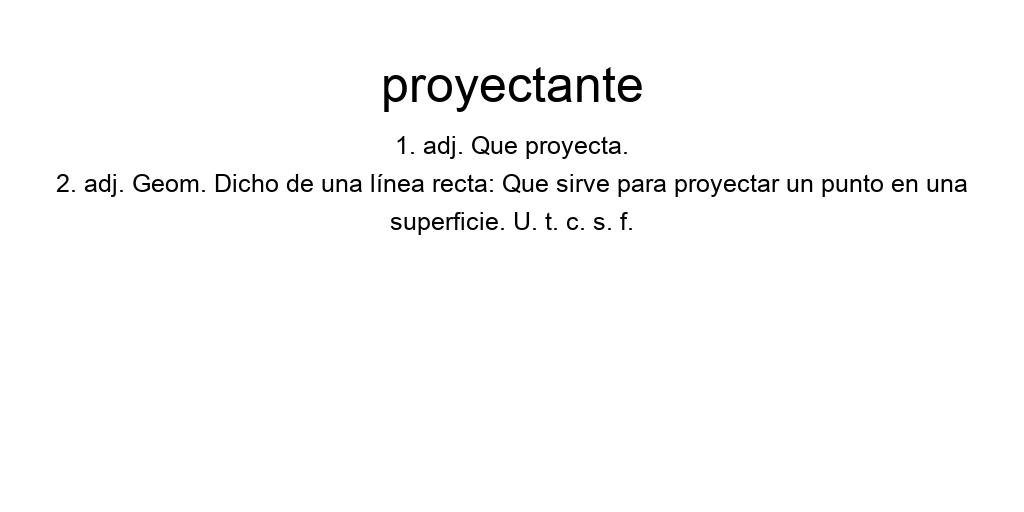 proyectante
1. adj. Que proyecta.
2. adj. Geom. Dicho de una línea recta: Que sirve para proyectar un punto en una
superficie. U. t. c. s. f.